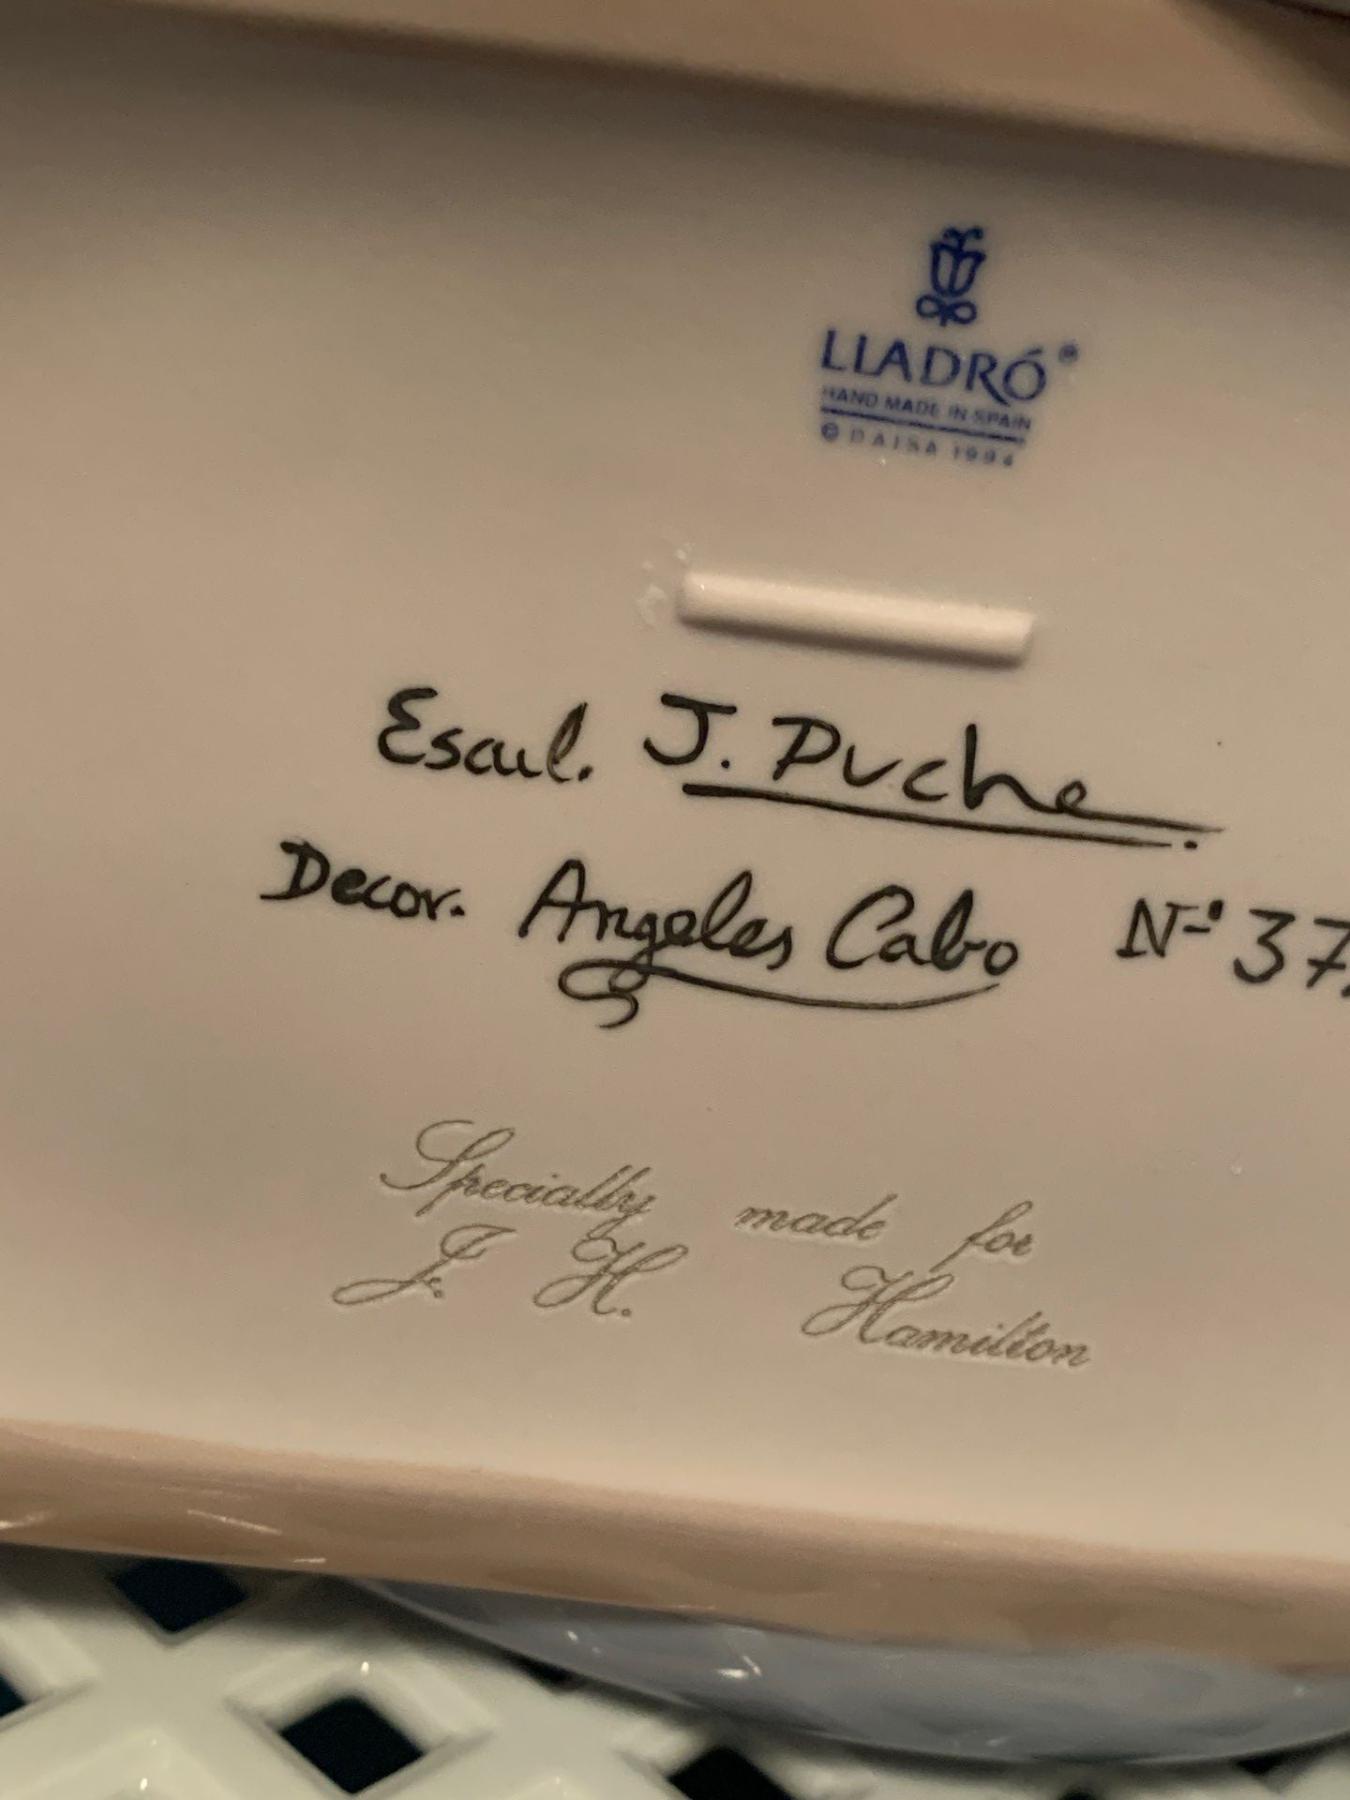 LLADRÓ®
HAND MADE IN SPAIN
© DAISA 1994
Escul. J. Puche
Decor. Angeles Cabo Nº 37
Specially made for
J. H. Hamilton